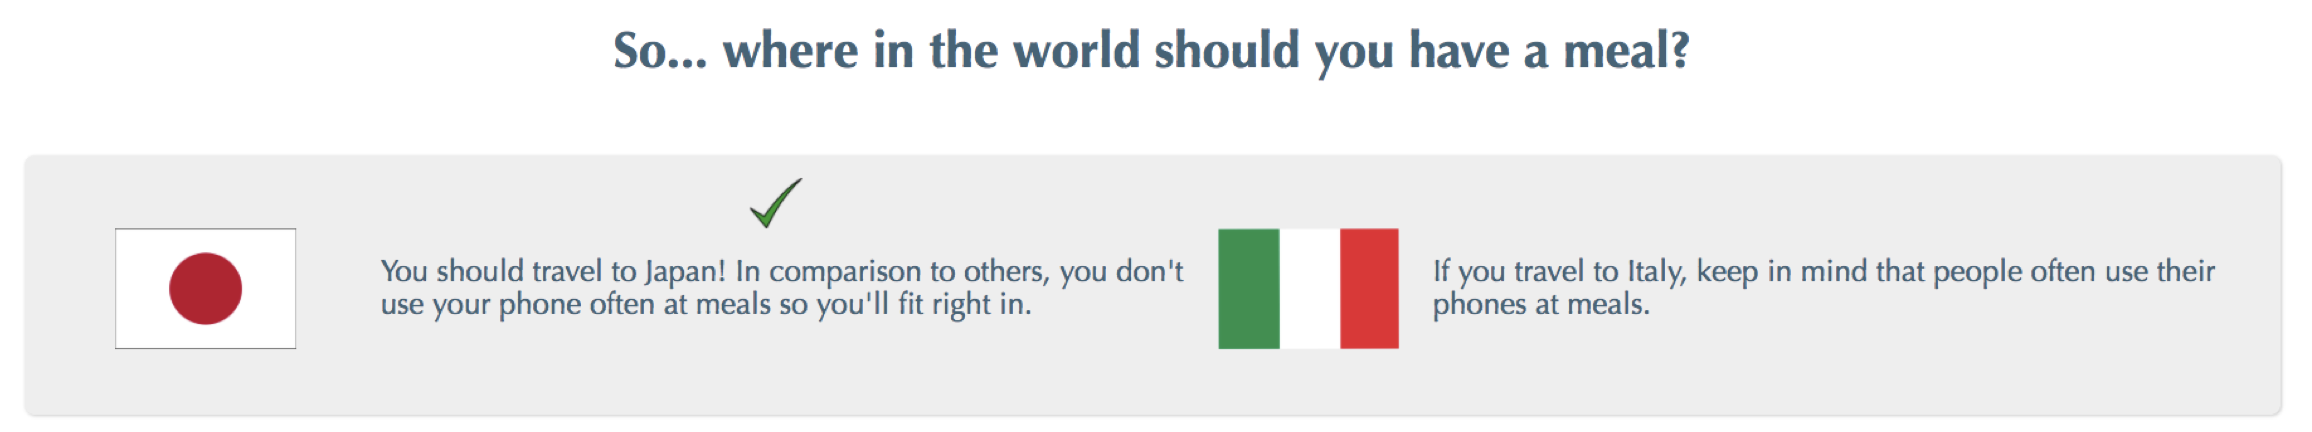 So... where in the world should you have a meal?
You should travel to Japan! In comparison to others, you don't
use your phone often at meals so you'll fit right in.
If you travel to Italy, keep in mind that people often use their
phones at meals.